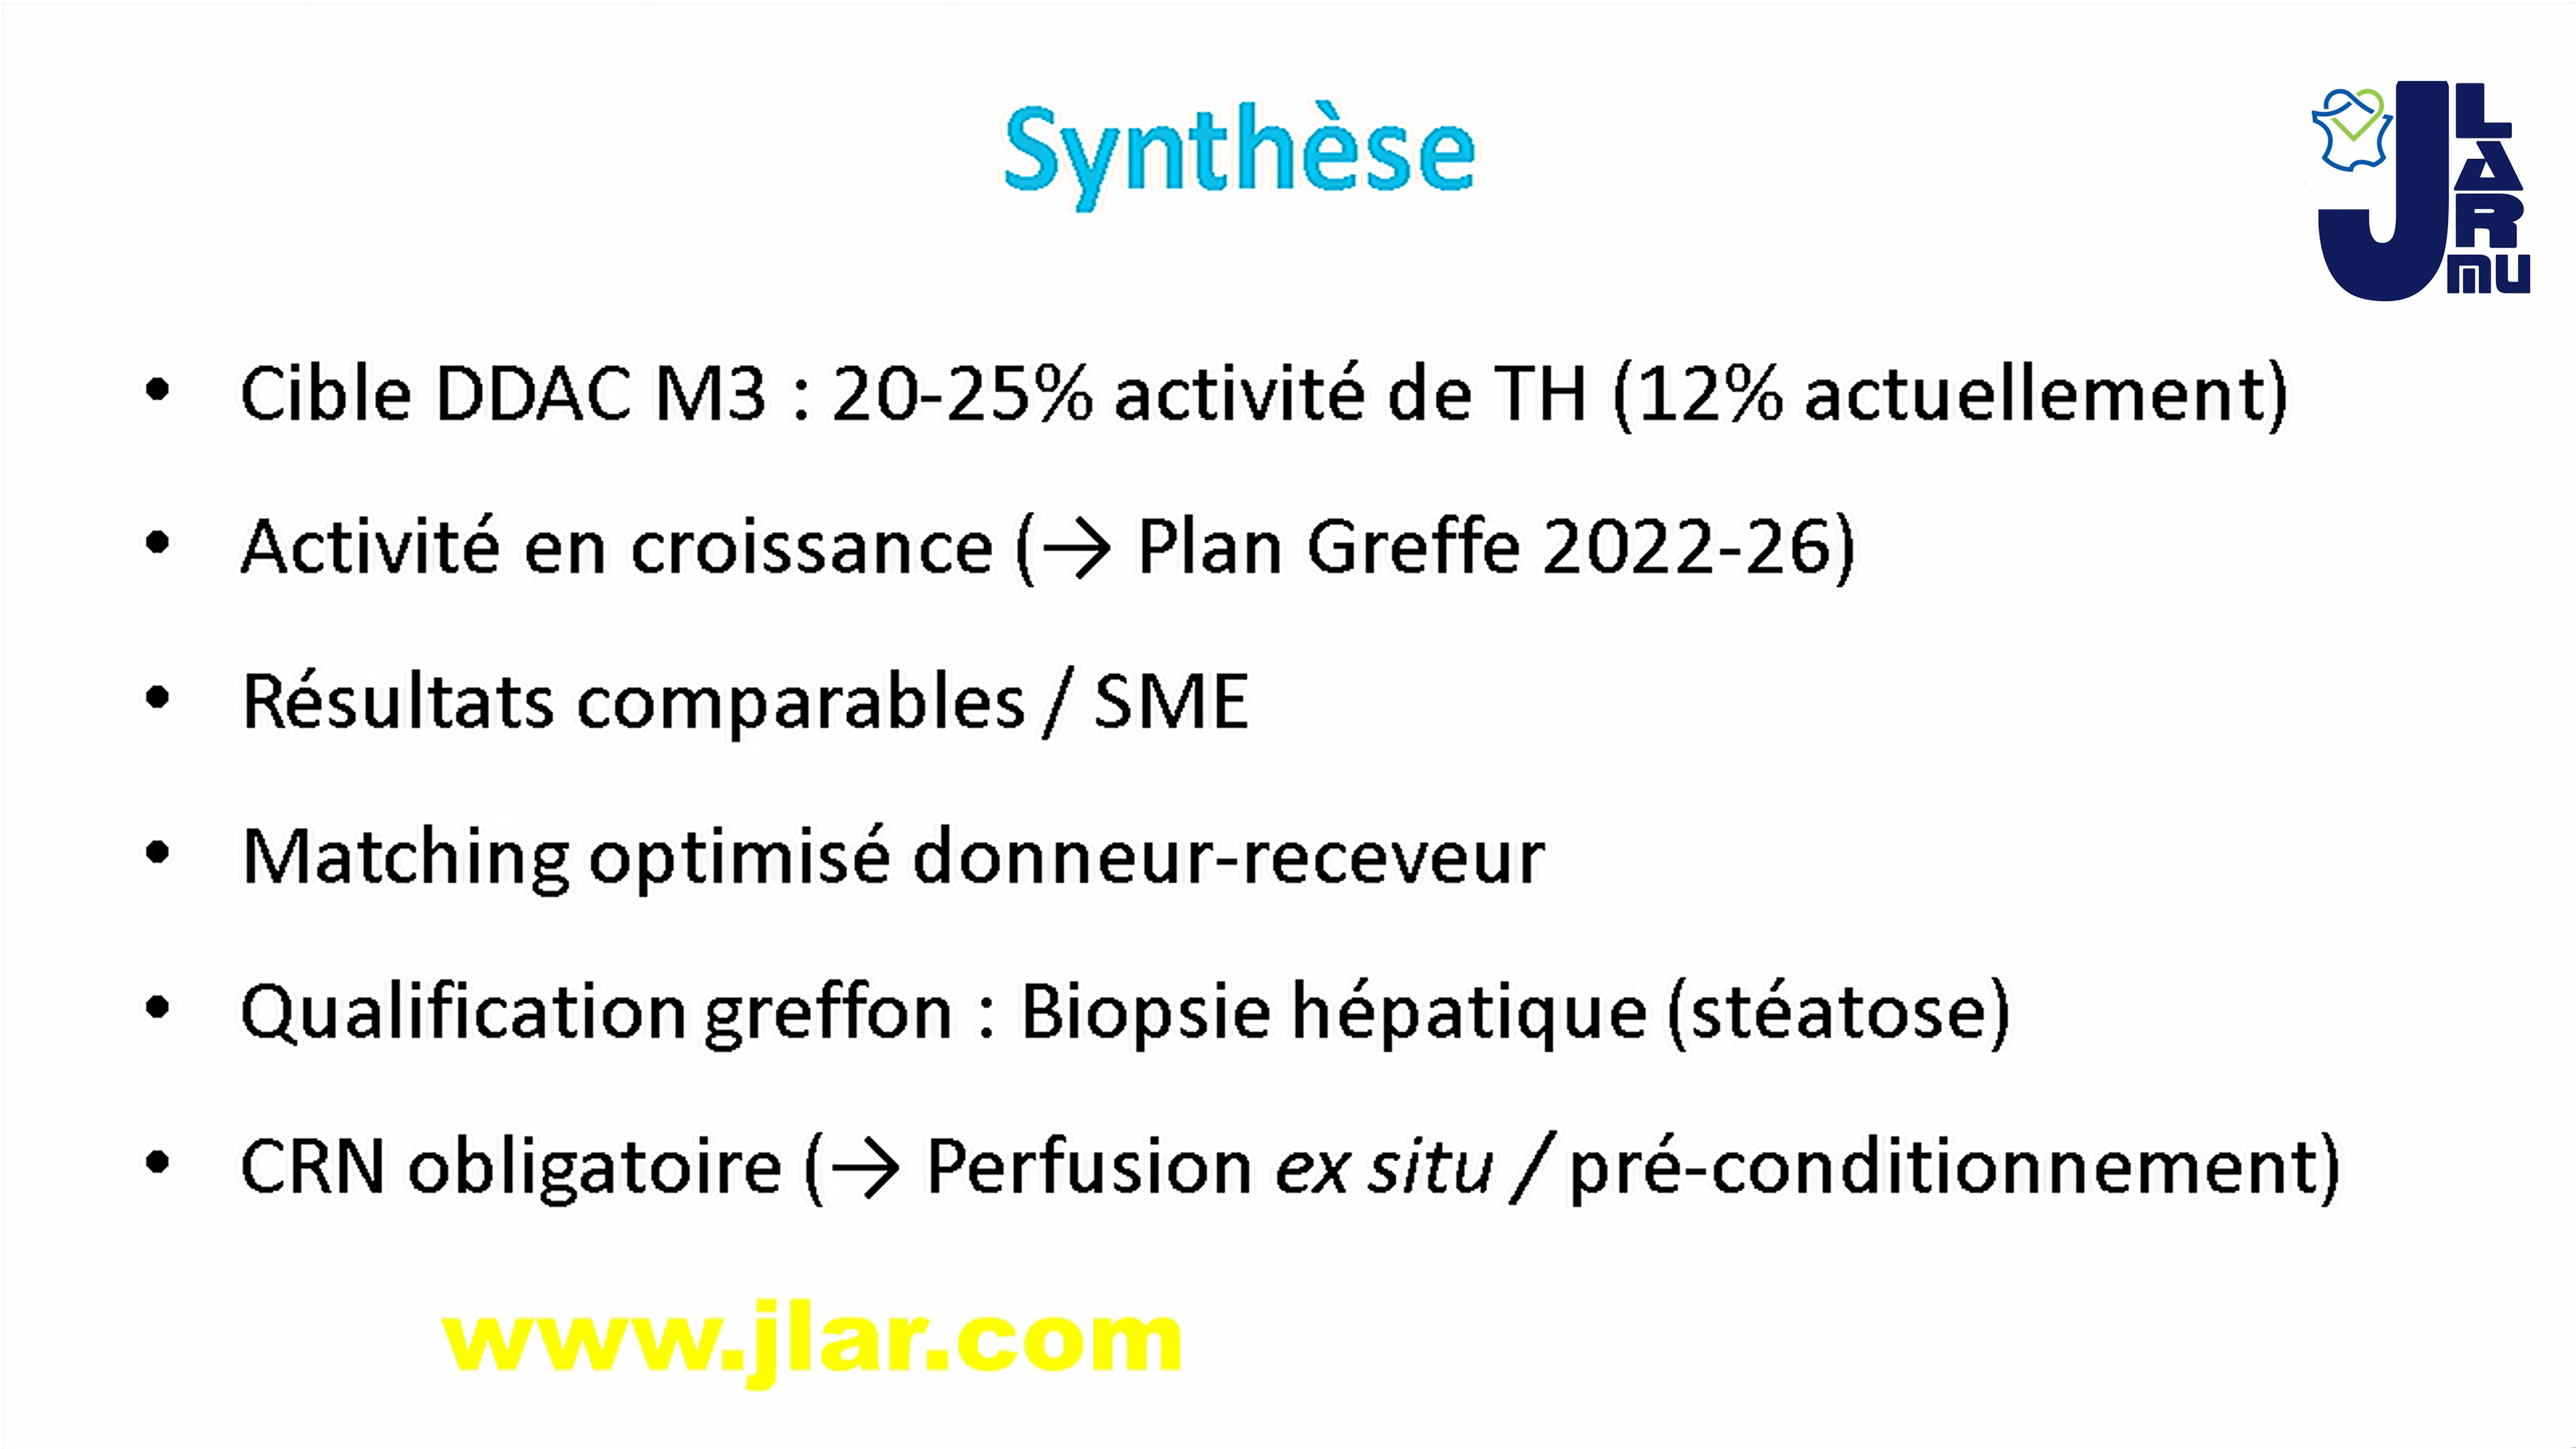 Synthèse
JLAR
MU
• Cible DDAC M3 : 20-25% activité de TH (12% actuellement)
• Activité en croissance (→ Plan Greffe 2022-26)
• Résultats comparables / SME
• Matching optimisé donneur-receveur
• Qualification greffon : Biopsie hépatique (stéatose)
• CRN obligatoire (→ Perfusion ex situ / pré-conditionnement)
www.jlar.com